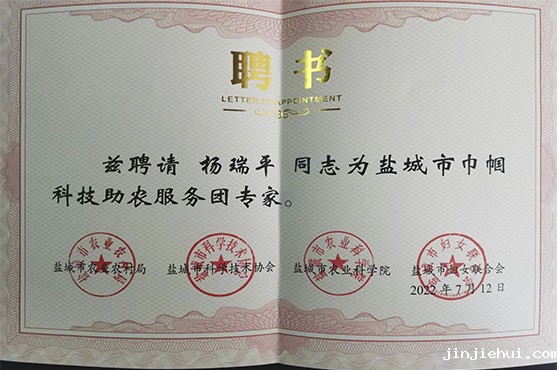 聘书
LETTER OF APPOINTMENT
兹聘请 杨瑞平 同志为盐城市巾帼
科技助农服务团专家。
盐城市农业农村局 盐城市科学技术协会 盐城市农业科学院 盐城市妇女联合会
2022年7月12日
jinjiehui.com